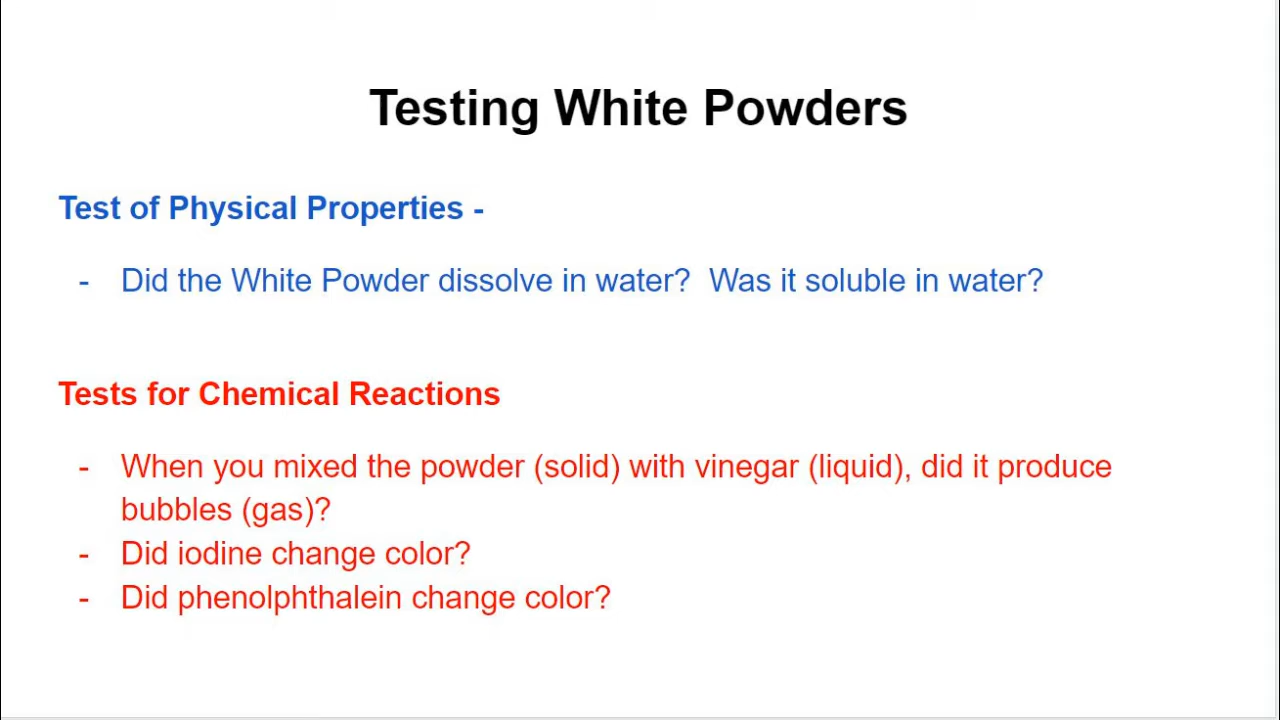 Testing White Powders
Test of Physical Properties -
- Did the White Powder dissolve in water?  Was it soluble in water?
Tests for Chemical Reactions
- When you mixed the powder (solid) with vinegar (liquid), did it produce
bubbles (gas)?
- Did iodine change color?
- Did phenolphthalein change color?